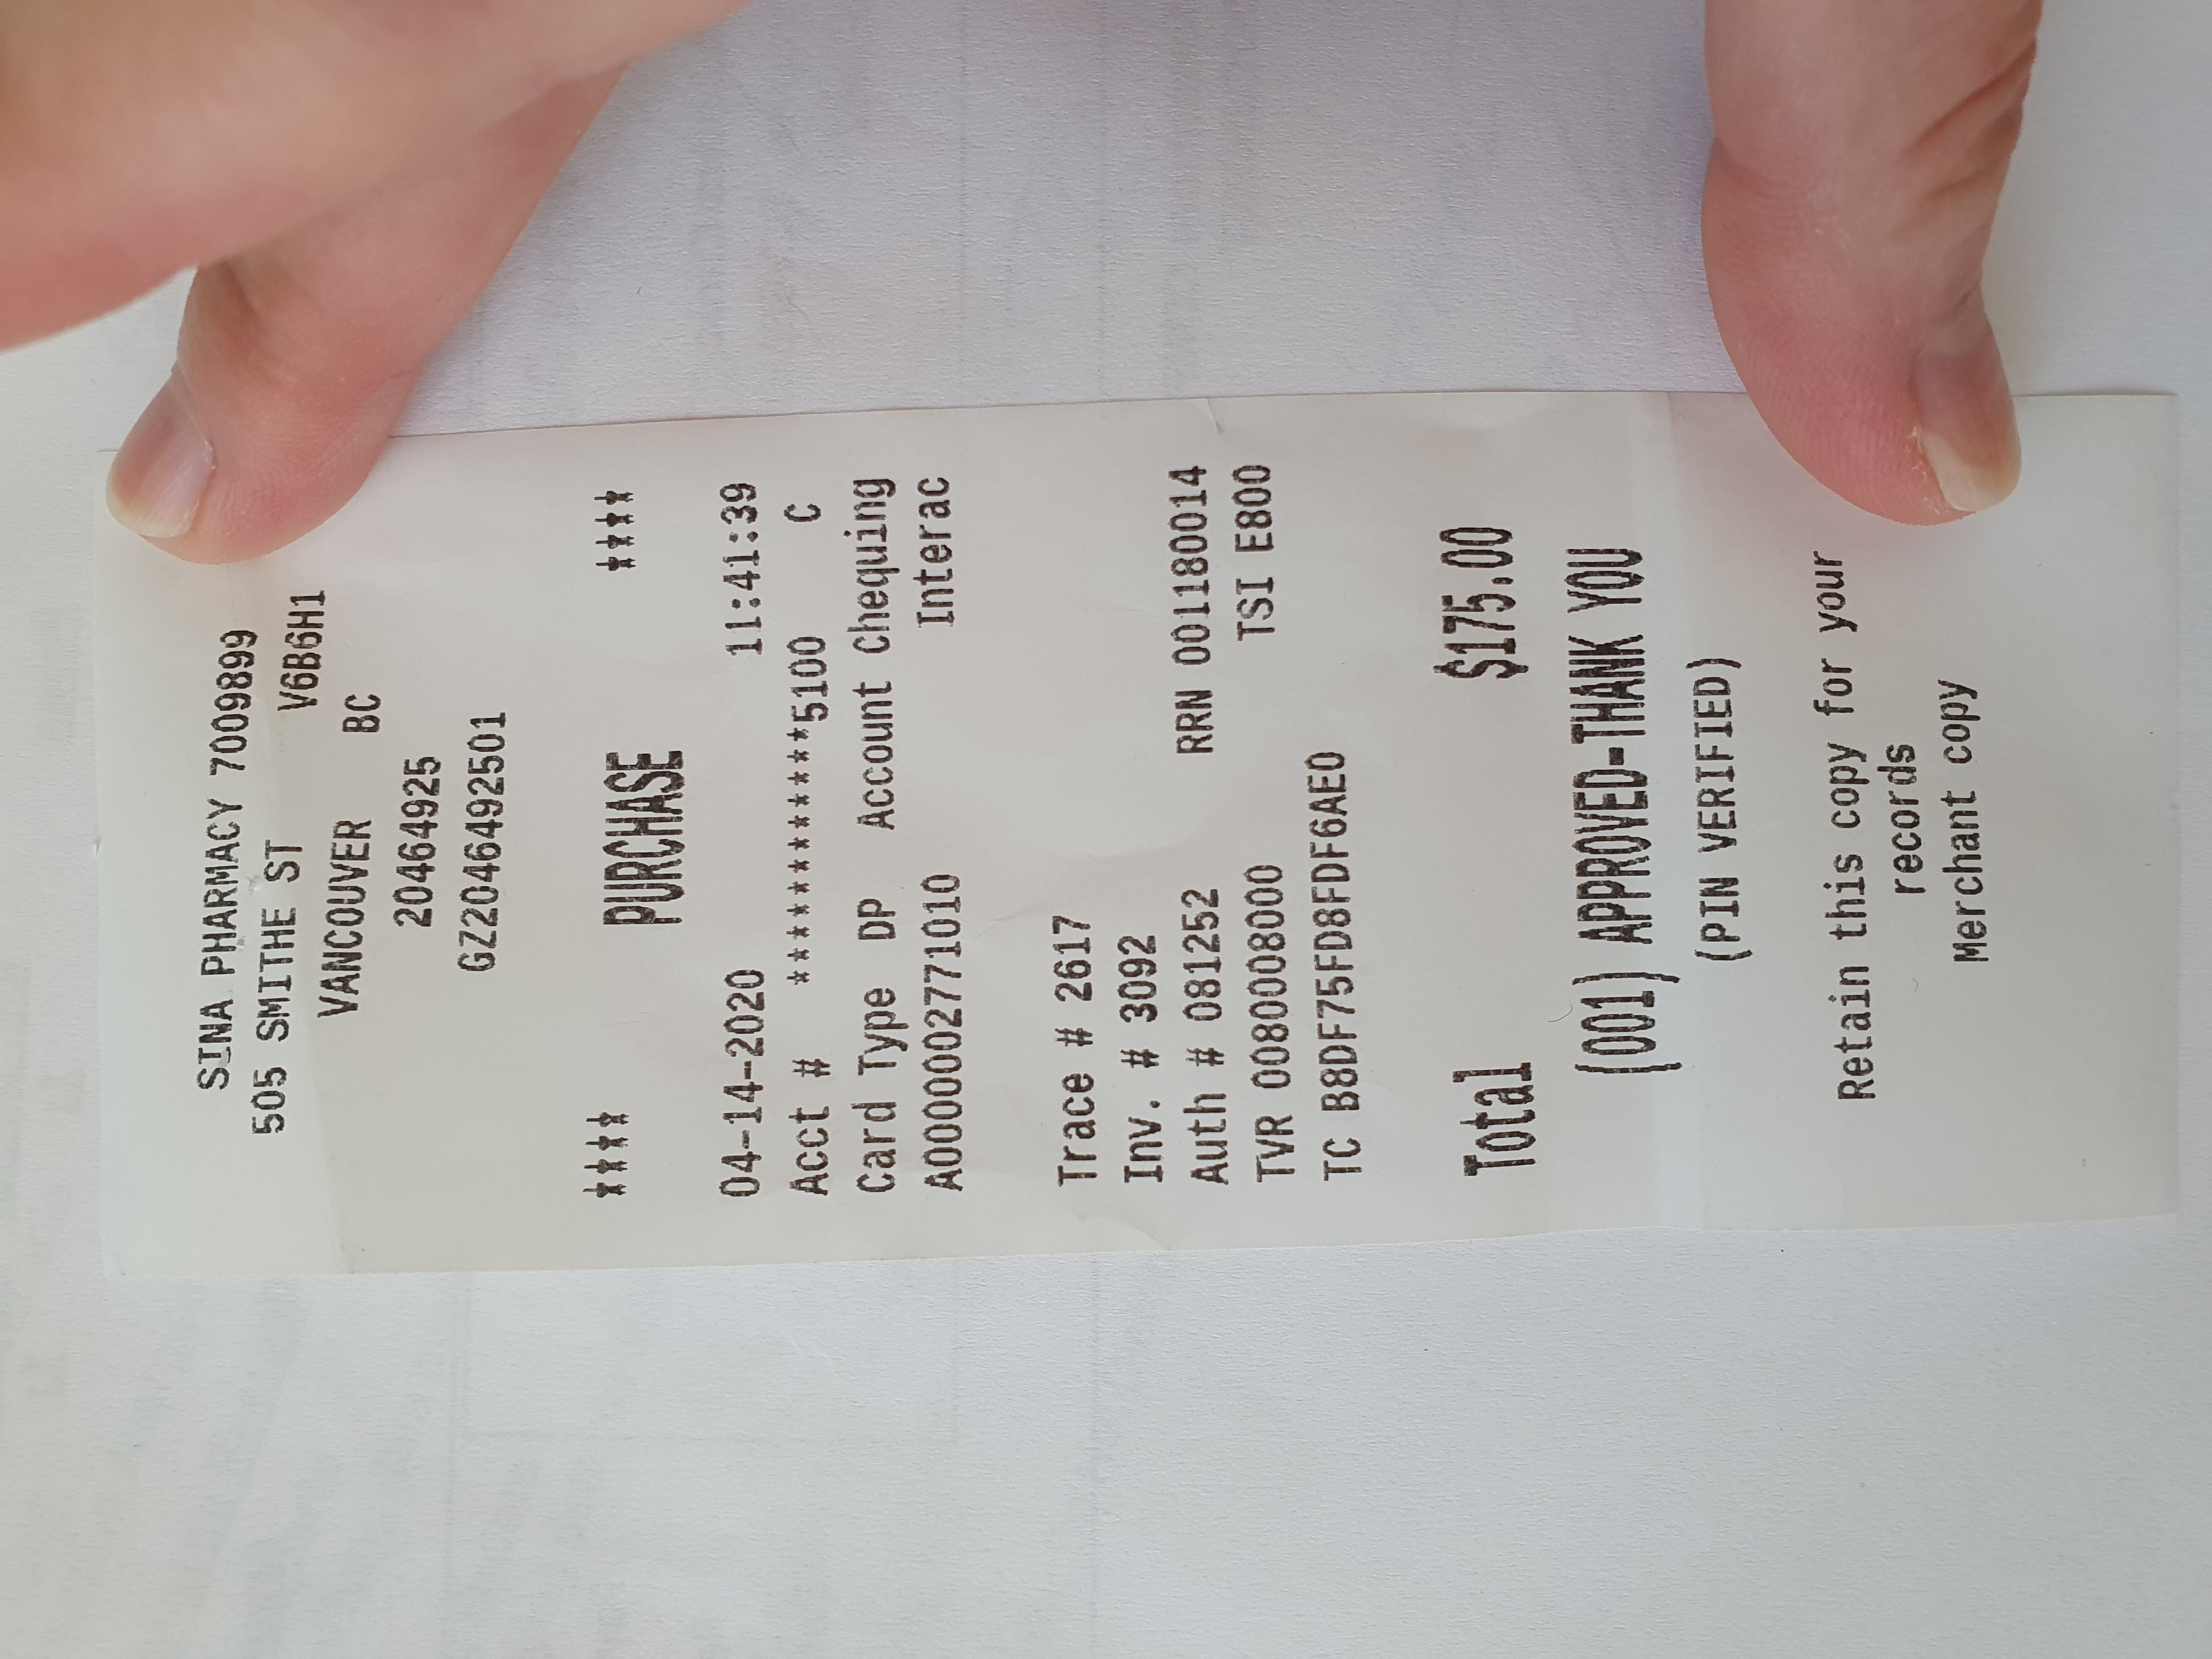 SINA PHARMACY 7009899
505 SMITHE ST V6B6H1
VANCOUVER BC
20464925
GZ2046492501
**** PURCHASE ****
04-14-2020 11:41:39
Acct # ************5100 C
Card Type DP Account Chequing
A0000002771010 Interac
Trace # 2617
Inv. # 3092
Auth # 081252 RRN 001180014
TVR 0080008000 TSI E800
TC B8DF75FD8FDF6AE0
Total $175.00
(001) APPROVED-THANK YOU
(PIN VERIFIED)
Retain this copy for your
records
Merchant copy